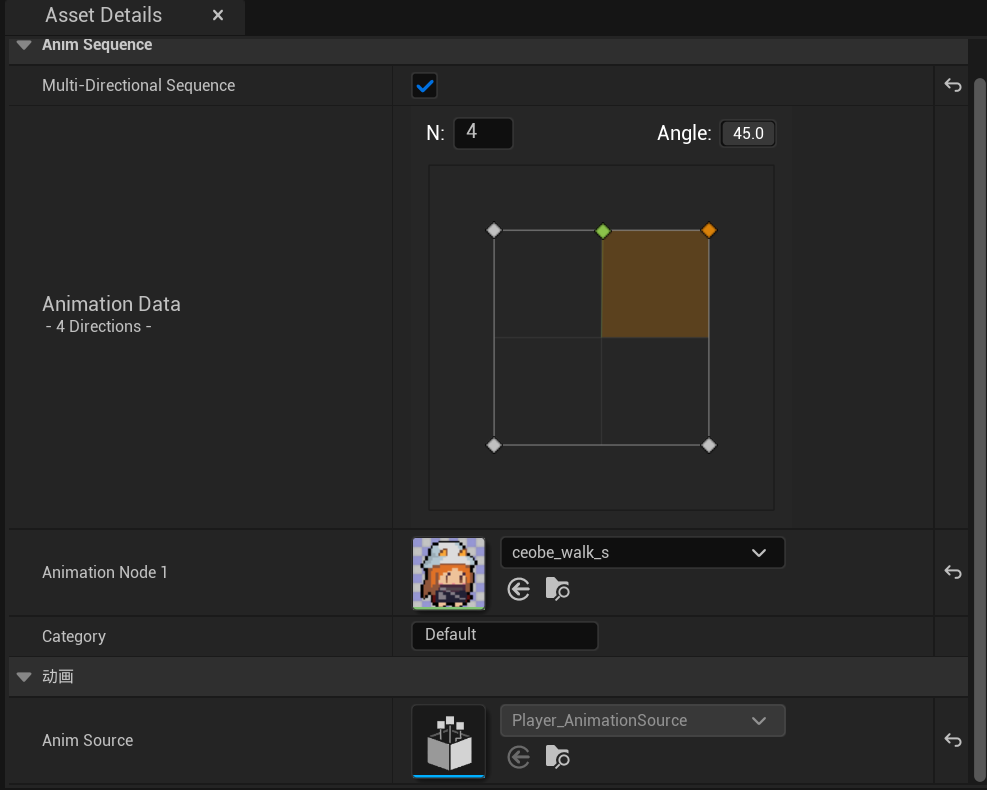 Asset Details
Anim Sequence
Multi-Directional Sequence
N: 4 Angle: 45.0
Animation Data
- 4 Directions -
Animation Node 1
ceobe_walk_s
Category
Default
动画
Anim Source
Player_AnimationSource